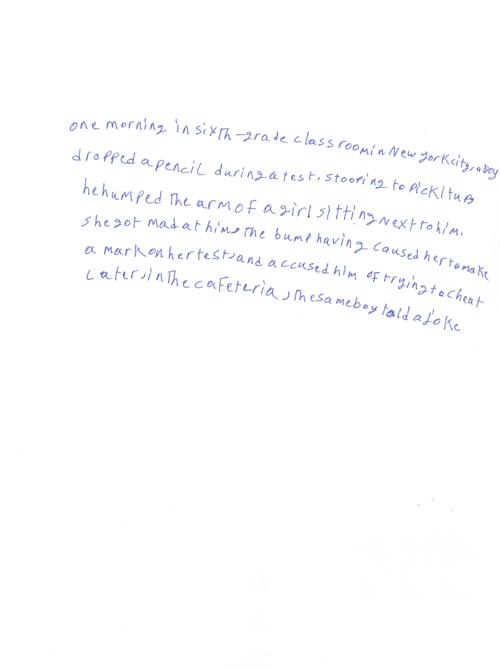 one morning in sixth-grade classroom in New York city, a boy
dropped a pencil during a test. stooping to pick it up
he humped the arm of a girl sitting next to him.
she got mad at him, the bump having caused her to make
a mark on her test, and accused him of trying to cheat
Later, in the cafeteria, the same boy told a joke